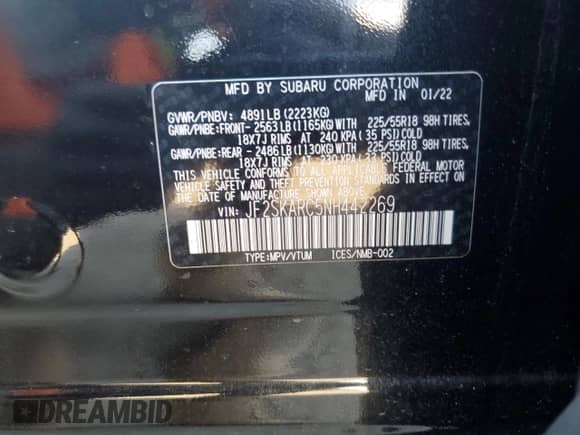 MFD BY SUBARU CORPORATION
MFD IN 01/22
GVWR/PNBV: 4891LB(2223KG)
GAWR/PNBE:FRONT- 2563LB(1165KG)WITH 225/55R18 98H TIRES,
18X7J RIMS AT 240 KPA(35 PSI)COLD
GAWR/PNBE:REAR - 2486LB(1130KG)WITH 225/55R18 98H TIRES,
18X7J RIMS AT 230 KPA(33 PSI)COLD
THIS VEHICLE CONFORMS TO ALL APPLICABLE FEDERAL MOTOR
VEHICLE SAFETY AND THEFT PREVENTION STANDARDS IN EFFECT ON
THE DATE OF MANUFACTURE SHOWN ABOVE.
VIN: JF2SKARC5NH442269
TYPE:MPV/VTUM ICES/NMB-002
DREAMBID